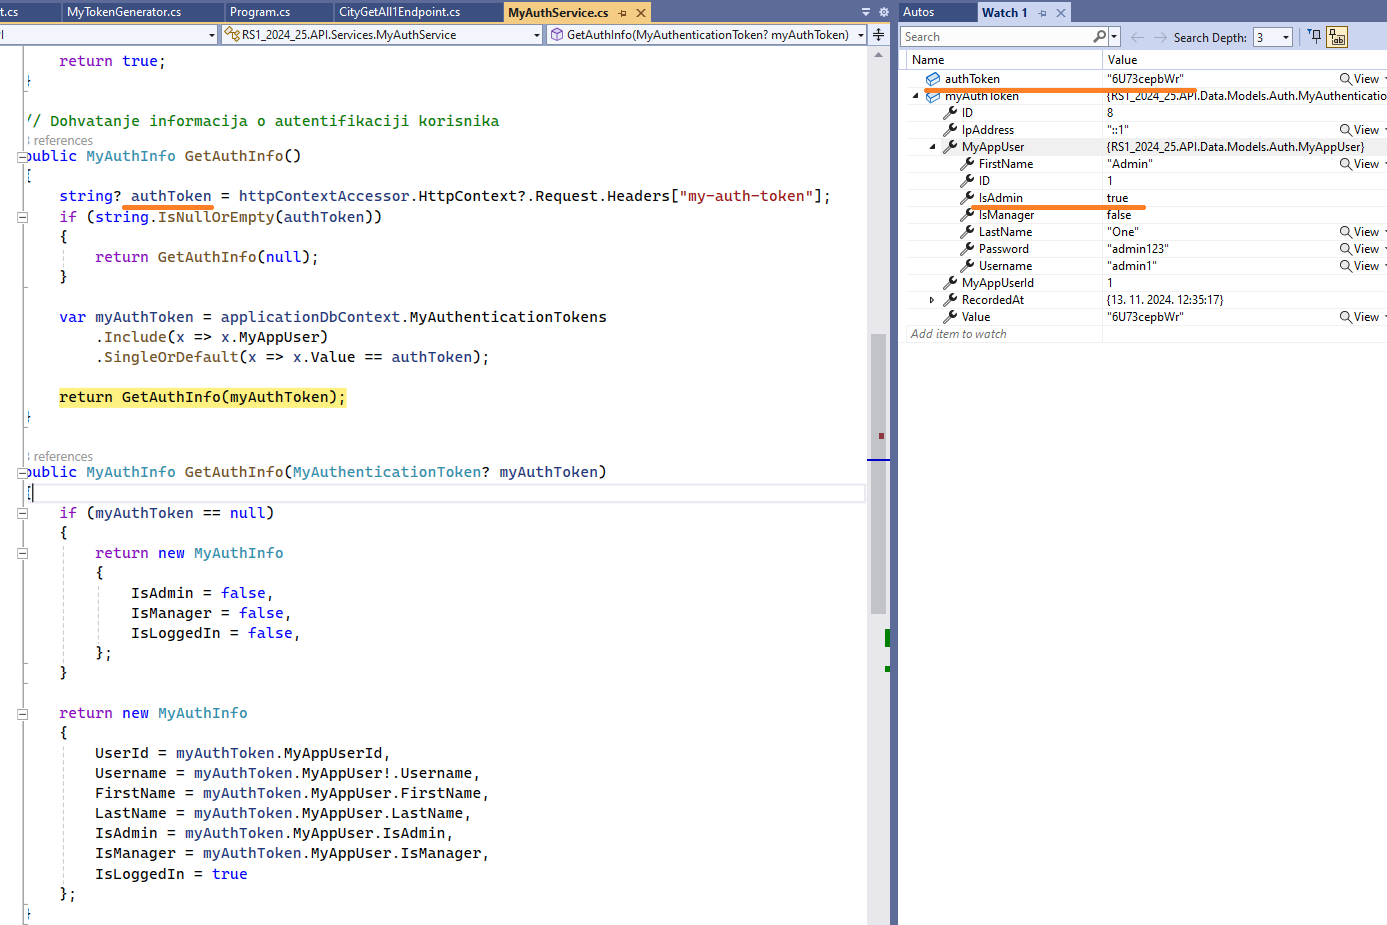 t.cs MyTokenGenerator.cs Program.cs CityGetAll1Endpoint.cs MyAuthService.cs
RS1_2024_25.API.Services.MyAuthService GetAuthInfo(MyAuthenticationToken? myAuthToken)
return true;
}
// Dohvatanje informacija o autentifikaciji korisnika
references
public MyAuthInfo GetAuthInfo()
{
string? authToken = httpContextAccessor.HttpContext?.Request.Headers["my-auth-token"];
if (string.IsNullOrEmpty(authToken))
{
return GetAuthInfo(null);
}
var myAuthToken = applicationDbContext.MyAuthenticationTokens
.Include(x => x.MyAppUser)
.SingleOrDefault(x => x.Value == authToken);
return GetAuthInfo(myAuthToken);
}
references
public MyAuthInfo GetAuthInfo(MyAuthenticationToken? myAuthToken)
{
if (myAuthToken == null)
{
return new MyAuthInfo
{
IsAdmin = false,
IsManager = false,
IsLoggedIn = false,
};
}
return new MyAuthInfo
{
UserId = myAuthToken.MyAppUserId,
Username = myAuthToken.MyAppUser!.Username,
FirstName = myAuthToken.MyAppUser.FirstName,
LastName = myAuthToken.MyAppUser.LastName,
IsAdmin = myAuthToken.MyAppUser.IsAdmin,
IsManager = myAuthToken.MyAppUser.IsManager,
IsLoggedIn = true
};
}
Autos Watch 1
Search Search Depth: 3
Name Value
authToken "6U73cepbWr" View
myAuthToken {RS1_2024_25.API.Data.Models.Auth.MyAuthenticatio
ID 8
IpAddress "::1" View
MyAppUser {RS1_2024_25.API.Data.Models.Auth.MyAppUser}
FirstName "Admin" View
ID 1
IsAdmin true
IsManager false
LastName "One" View
Password "admin123" View
Username "admin1" View
MyAppUserId 1
RecordedAt {13. 11. 2024. 12:35:17}
Value "6U73cepbWr" View
Add item to watch